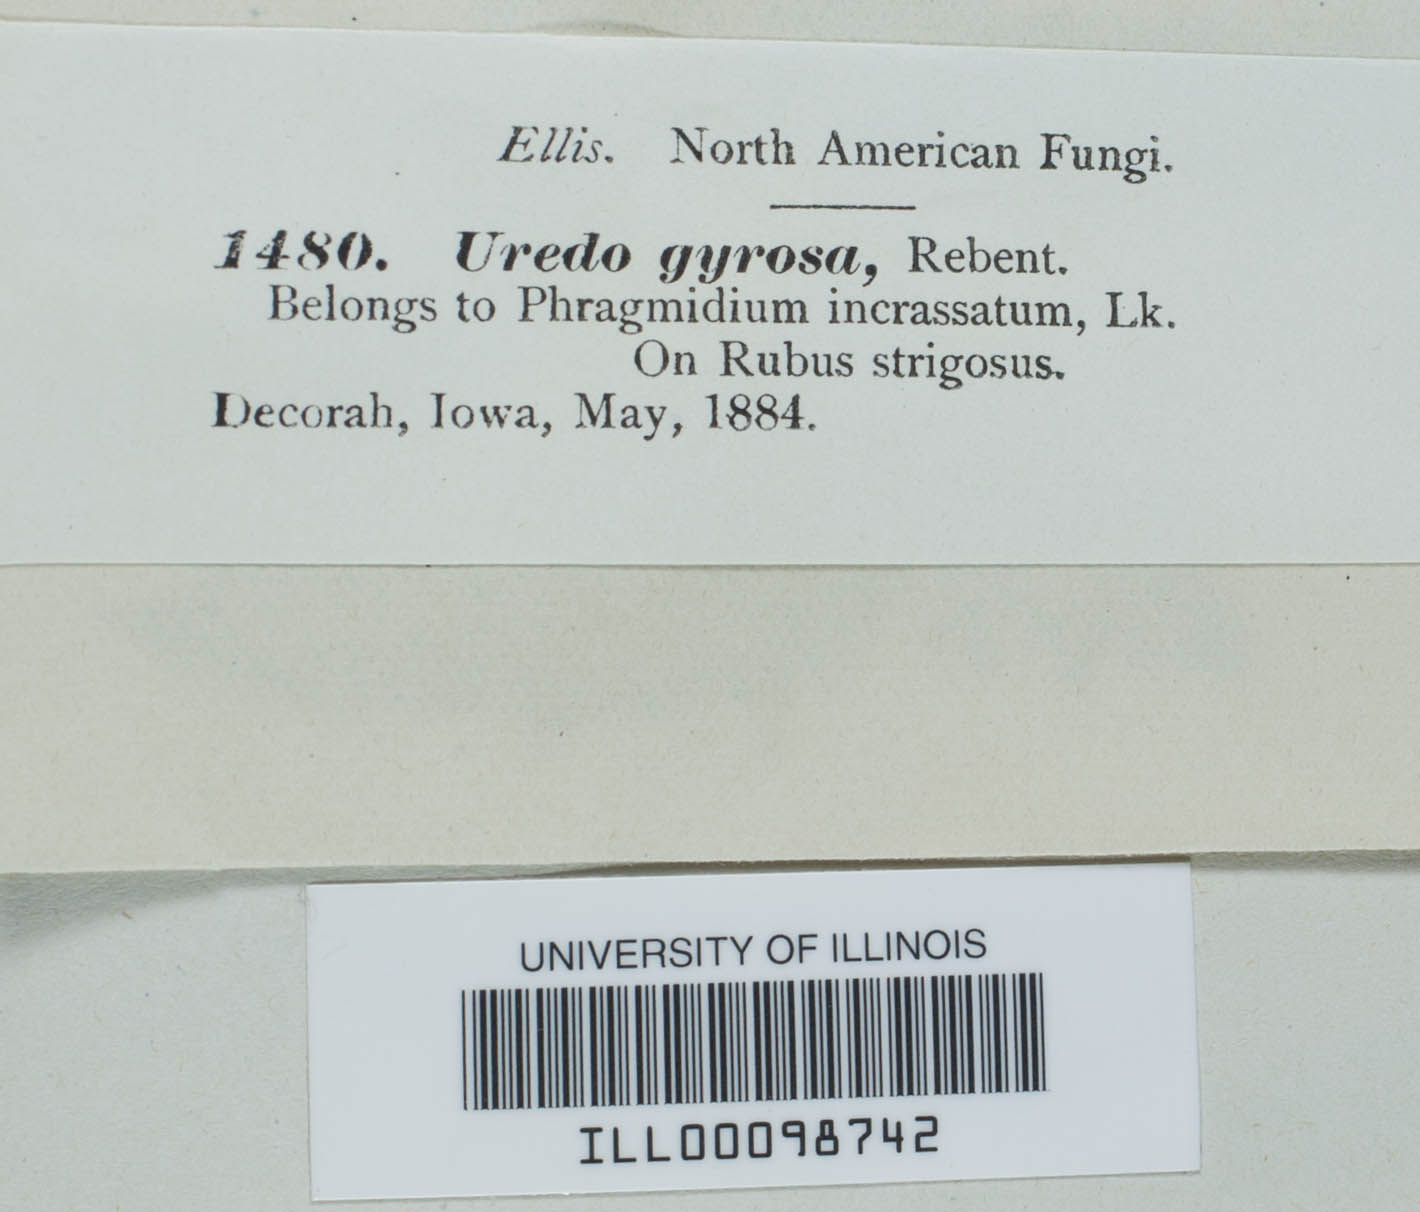 Ellis. North American Fungi.
1480. Uredo gyrosa, Rebent.
Belongs to Phragmidium incrassatum, Lk.
On Rubus strigosus.
Decorah, Iowa, May, 1884.
UNIVERSITY OF ILLINOIS
ILL00098742